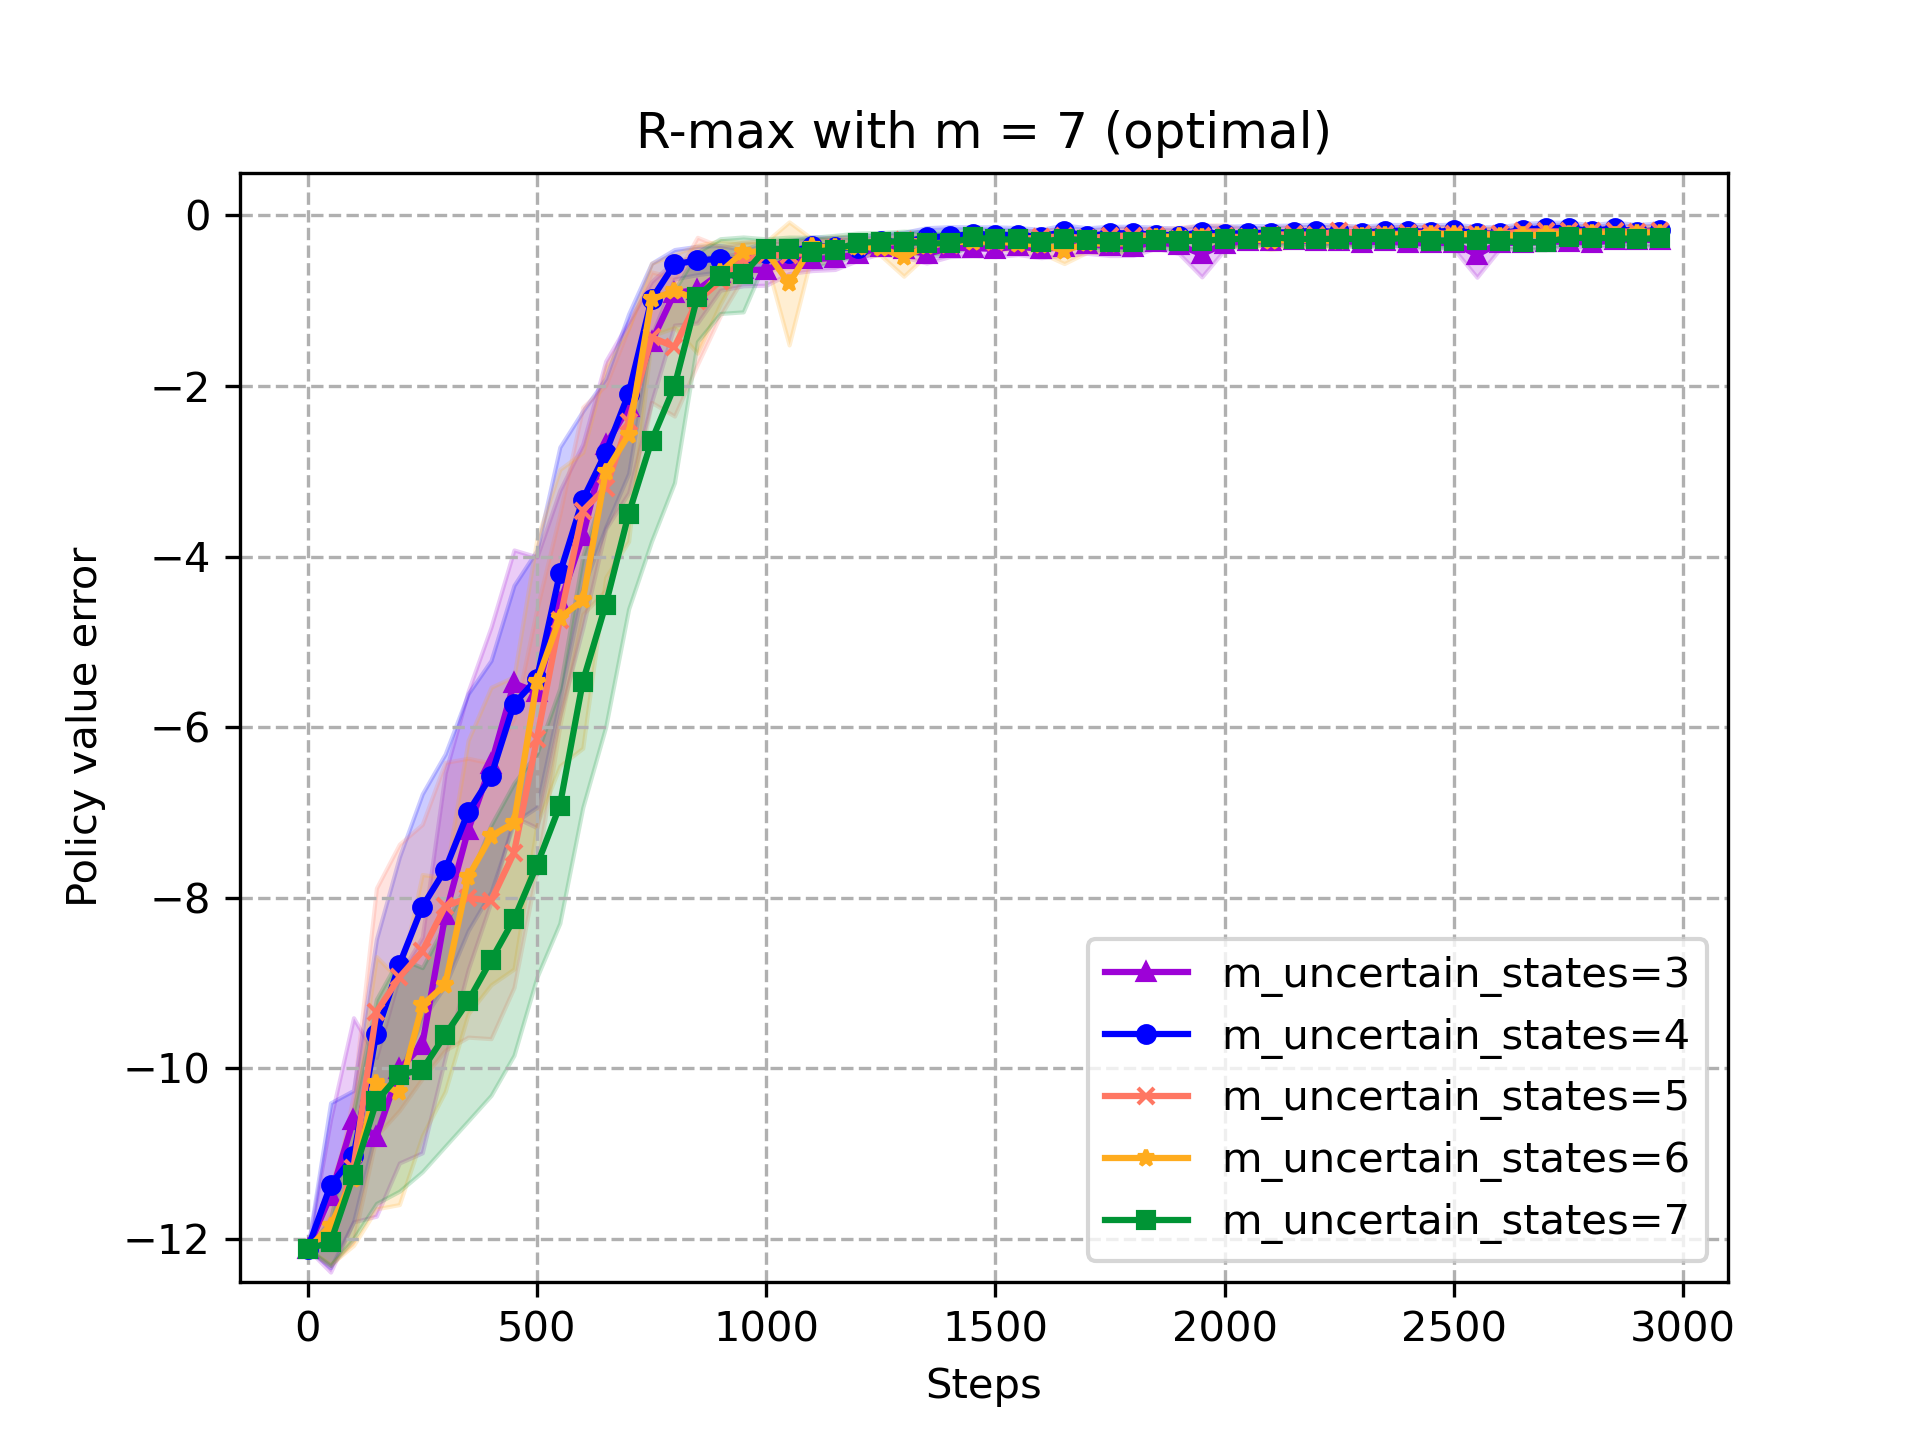 R-max with m = 7 (optimal)
Policy value error
0
−2
−4
−6
−8
−10
−12
0 500 1000 1500 2000 2500 3000
Steps
m_uncertain_states=3
m_uncertain_states=4
m_uncertain_states=5
m_uncertain_states=6
m_uncertain_states=7